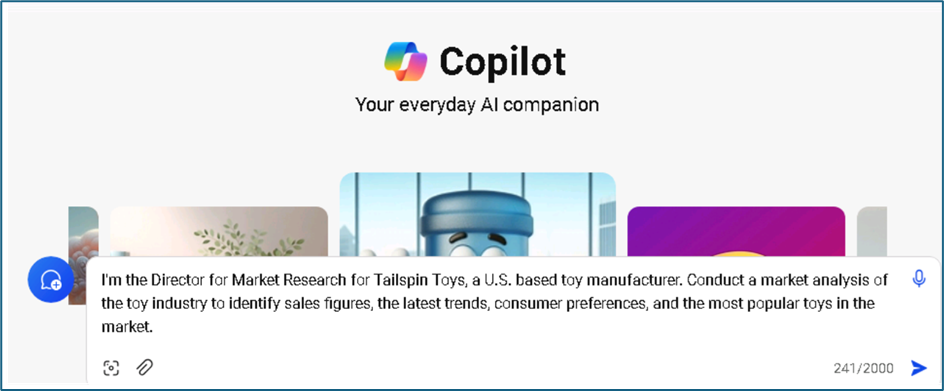 Copilot
Your everyday AI companion
I'm the Director for Market Research for Tailspin Toys, a U.S. based toy manufacturer. Conduct a market analysis of
the toy industry to identify sales figures, the latest trends, consumer preferences, and the most popular toys in the
market.
241/2000